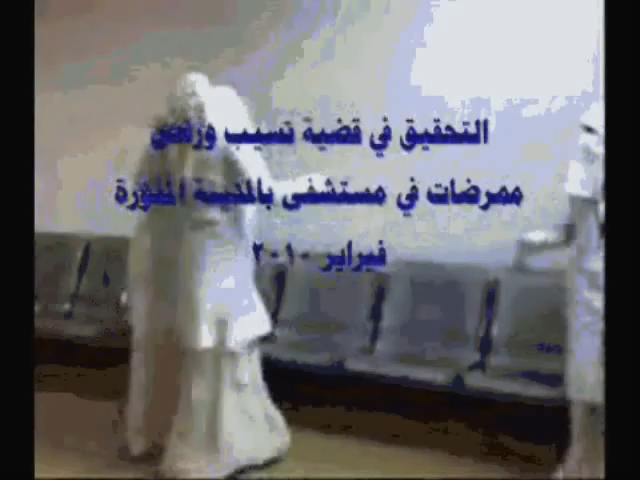 التحقيق في قضية تسيب ورقص
ممرضات في مستشفى بالمدينة المنورة
فبراير ٢٠١٠